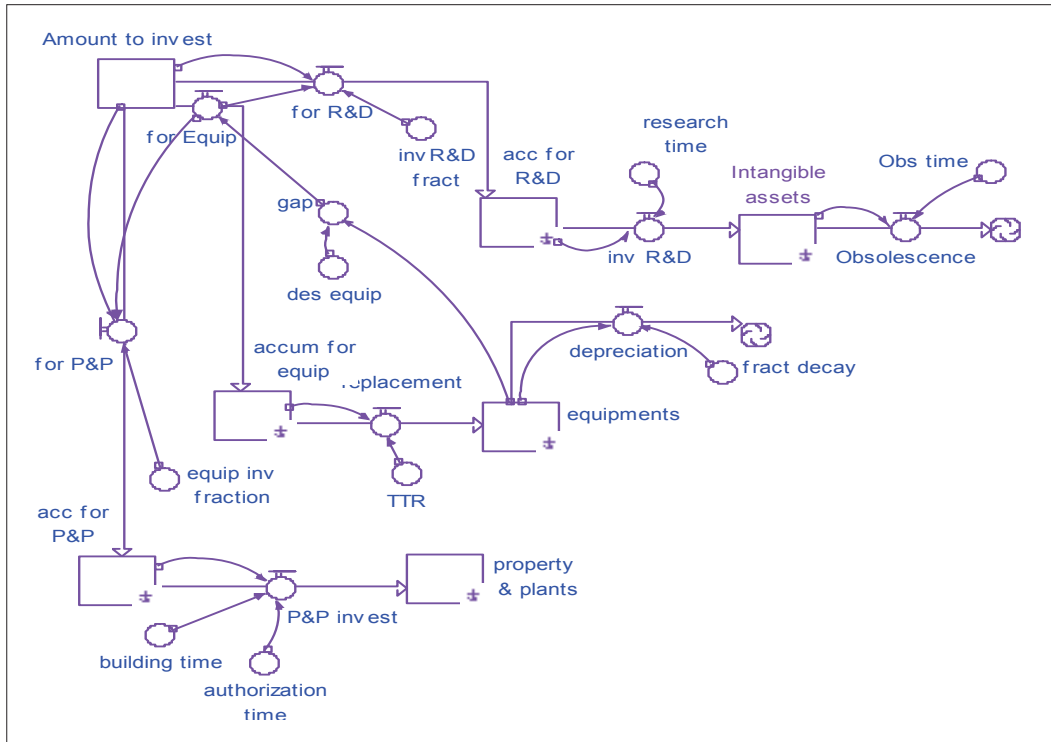 Amount to invest
for R&D
for Equip
inv R&D
fract
research
time
acc for
R&D
Intangible
assets
Obs time
gap
inv R&D
Obsolescence
des equip
for P&P
accum for
equip
depreciation
fract decay
equipments
equip inv
fraction
TTR
acc for
P&P
property
& plants
P&P invest
building time
authorization
time